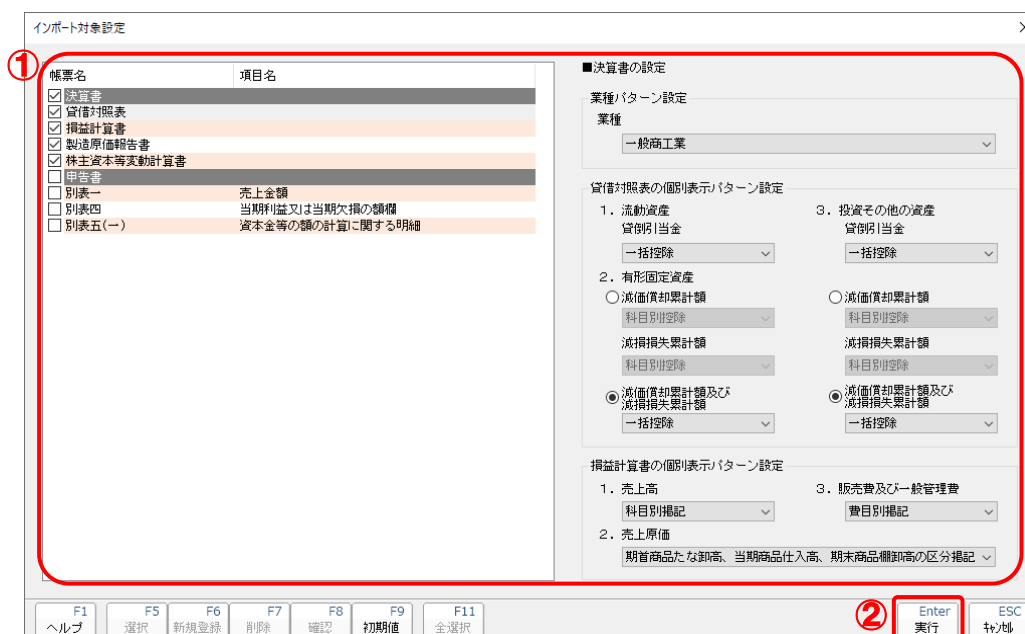 インポート対象設定
①
帳票名 項目名
決算書
貸借対照表
損益計算書
製造原価報告書
株主資本等変動計算書
申告書
別表一 売上金額
別表四 当期利益又は当期欠損の額欄
別表五(一) 資本金等の額の計算に関する明細
■決算書の設定
業種パターン設定
業種
一般商工業
貸借対照表の個別表示パターン設定
1. 流動資産 3. 投資その他の資産
貸倒引当金 貸倒引当金
一括控除 一括控除
2. 有形固定資産
減価償却累計額 減価償却累計額
科目別控除 科目別控除
減損損失累計額 減損損失累計額
科目別控除 科目別控除
減価償却累計額及び 減価償却累計額及び
減損損失累計額 減損損失累計額
一括控除 一括控除
損益計算書の個別表示パターン設定
1. 売上高 3. 販売費及び一般管理費
科目別掲記 費目別掲記
2. 売上原価
期首商品たな卸高、当期商品仕入高、期末商品棚卸高の区分掲記
②
F1 F5 F6 F7 F8 F9 F11 Enter ESC
ヘルプ 選択 新規登録 削除 確認 初期値 全選択 実行 キャンセル